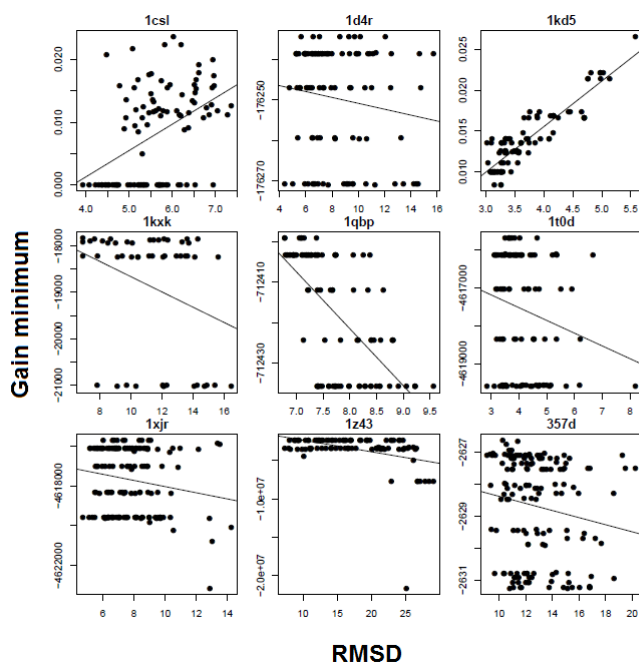 1csl 1d4r 1kd5
0.000 0.010 0.020
4.0 5.0 6.0 7.0
-176270 -176250
4 6 8 10 12 14 16
0.010 0.015 0.020 0.025
3.0 3.5 4.0 4.5 5.0 5.5
1kxk 1qbp 1t0d
-21000 -20000 -19000 -18000
8 10 12 14 16
-712430 -712410
7.0 7.5 8.0 8.5 9.0 9.5
-4619000 -4617000
3 4 5 6 7 8
1xjr 1z43 357d
-4622000 -4618000
6 8 10 12 14
-2.0e+07 -1.0e+07
10 15 20 25
-2631 -2629 -2627
10 12 14 16 18 20
Gain minimum
RMSD